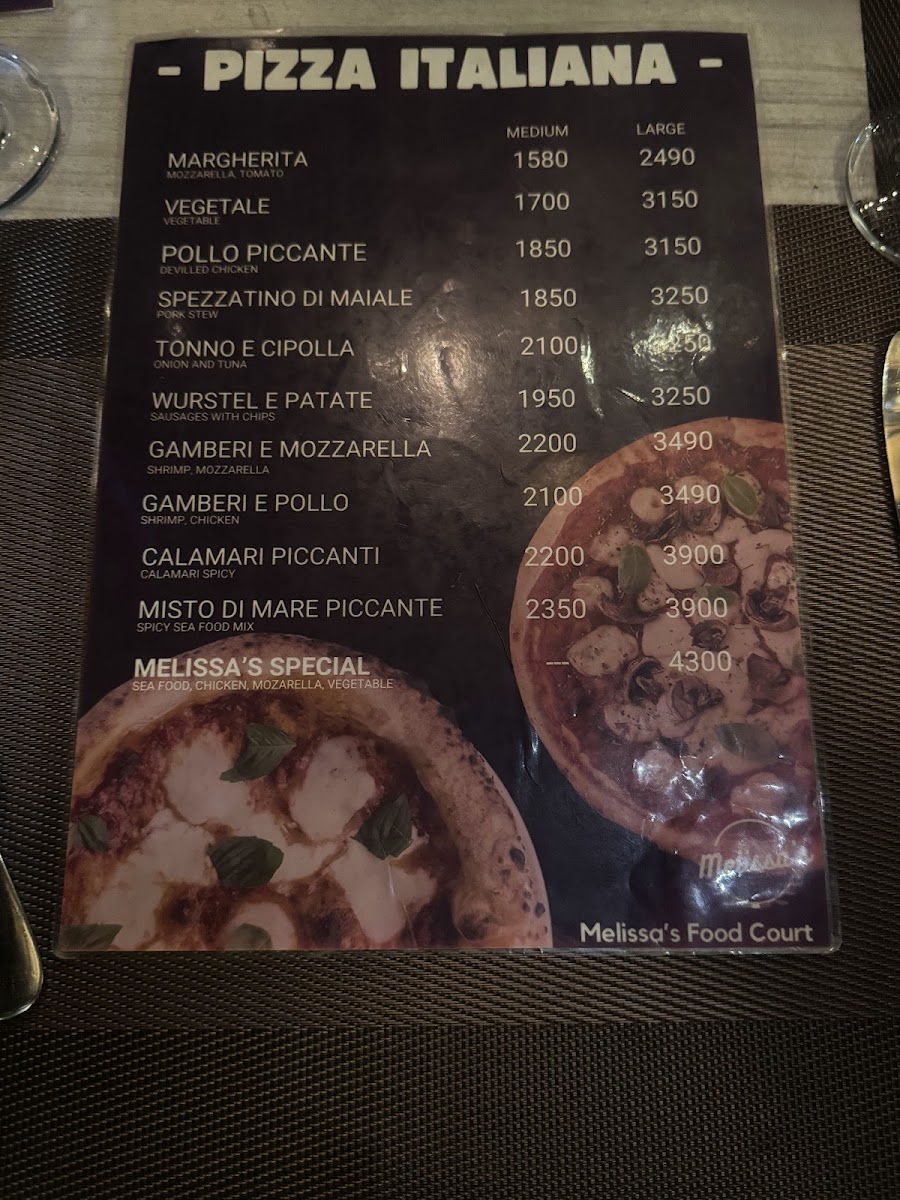 - PIZZA ITALIANA -
MEDIUM LARGE
MARGHERITA 1580 2490
MOZZARELLA, TOMATO
VEGETALE 1700 3150
VEGETABLE
POLLO PICCANTE 1850 3150
DEVILLED CHICKEN
SPEZZATINO DI MAIALE 1850 3250
PORK STEW
TONNO E CIPOLLA 2100
ONION AND TUNA
WURSTEL E PATATE 1950 3250
SAUSAGES WITH CHIPS
GAMBERI E MOZZARELLA 2200 3490
SHRIMP, MOZZARELLA
GAMBERI E POLLO 2100 3490
SHRIMP, CHICKEN
CALAMARI PICCANTI 2200 3900
CALAMARI SPICY
MISTO DI MARE PICCANTE 2350 3900
SPICY SEA FOOD MIX
MELISSA'S SPECIAL --- 4300
SEA FOOD, CHICKEN, MOZARELLA, VEGETABLE
Melissa's
Melissa's Food Court